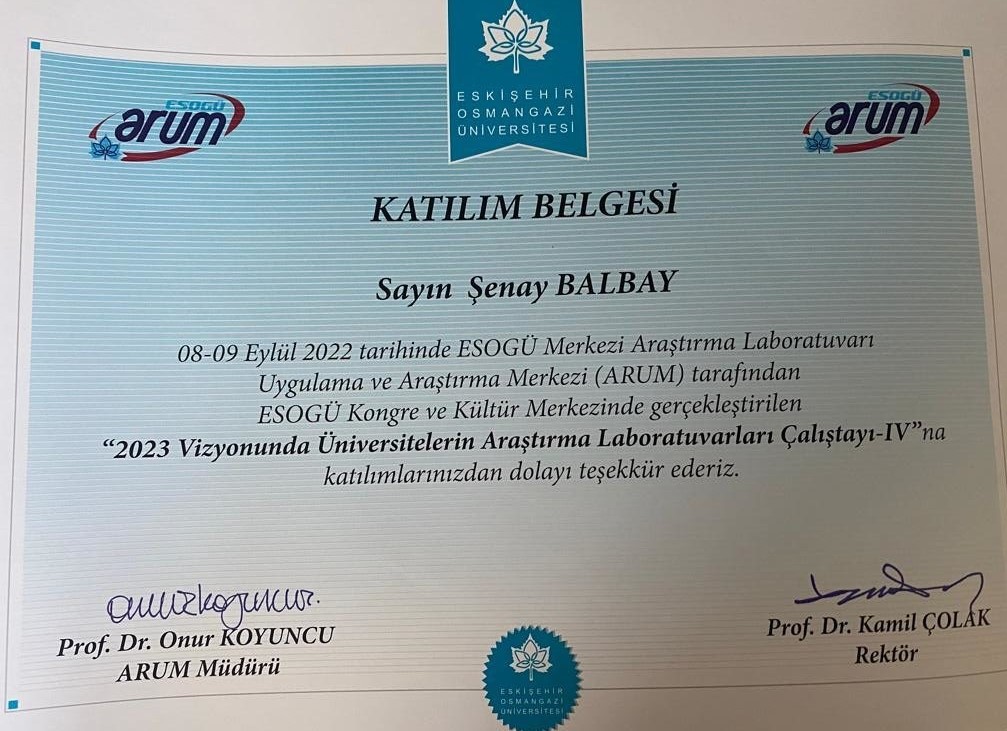 ESKİŞEHİR
OSMANGAZİ
ÜNİVERSİTESİ
ESOGÜ
arum
ESOGÜ
arum
KATILIM BELGESİ
Sayın Şenay BALBAY
08-09 Eylül 2022 tarihinde ESOGÜ Merkezi Araştırma Laboratuvarı
Uygulama ve Araştırma Merkezi (ARUM) tarafından
ESOGÜ Kongre ve Kültür Merkezinde gerçekleştirilen
“2023 Vizyonunda Üniversitelerin Araştırma Laboratuvarları Çalıştayı-IV”na
katılımlarınızdan dolayı teşekkür ederiz.
Prof. Dr. Onur KOYUNCU
ARUM Müdürü
Prof. Dr. Kamil ÇOLAK
Rektör
ESKİŞEHİR
OSMANGAZİ
ÜNİVERSİTESİ